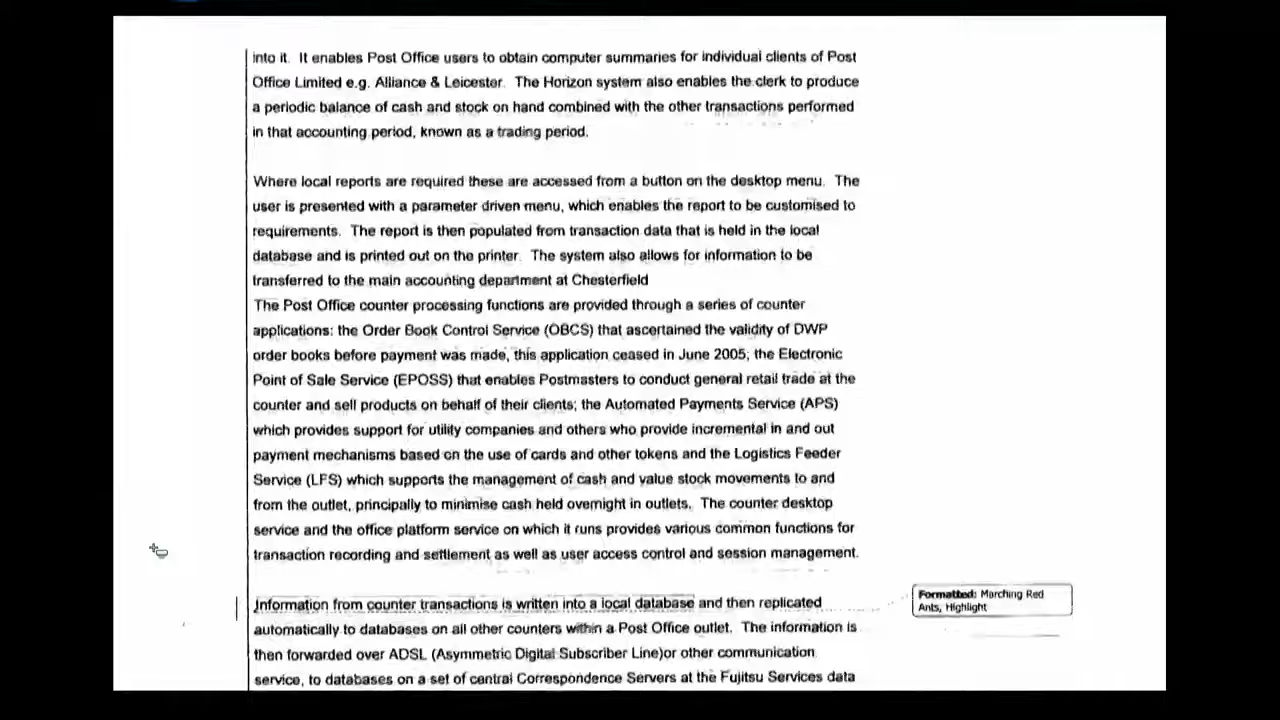 into it. It enables Post Office users to obtain computer summaries for individual clients of Post
Office Limited e.g. Alliance & Leicester. The Horizon system also enables the clerk to produce
a periodic balance of cash and stock on hand combined with the other transactions performed
in that accounting period, known as a trading period.
Where local reports are required these are accessed from a button on the desktop menu. The
user is presented with a parameter driven menu, which enables the report to be customised to
requirements. The report is then populated from transaction data that is held in the local
database and is printed out on the printer. The system also allows for information to be
transferred to the main accounting department at Chesterfield
The Post Office counter processing functions are provided through a series of counter
applications: the Order Book Control Service (OBCS) that ascertained the validity of DWP
order books before payment was made, this application ceased in June 2005; the Electronic
Point of Sale Service (EPOSS) that enables Postmasters to conduct general retail trade at the
counter and sell products on behalf of their clients; the Automated Payments Service (APS)
which provides support for utility companies and others who provide incremental in and out
payment mechanisms based on the use of cards and other tokens and the Logistics Feeder
Service (LFS) which supports the management of cash and value stock movements to and
from the outlet, principally to minimise cash held overnight in outlets. The counter desktop
service and the office platform service on which it runs provides various common functions for
transaction recording and settlement as well as user access control and session management.
Information from counter transactions is written into a local database and then replicated
Formatted: Marching Red
Ants, Highlight
automatically to databases on all other counters within a Post Office outlet. The information is
then forwarded over ADSL (Asymmetric Digital Subscriber Line)or other communication
service, to databases on a set of central Correspondence Servers at the Fujitsu Services data